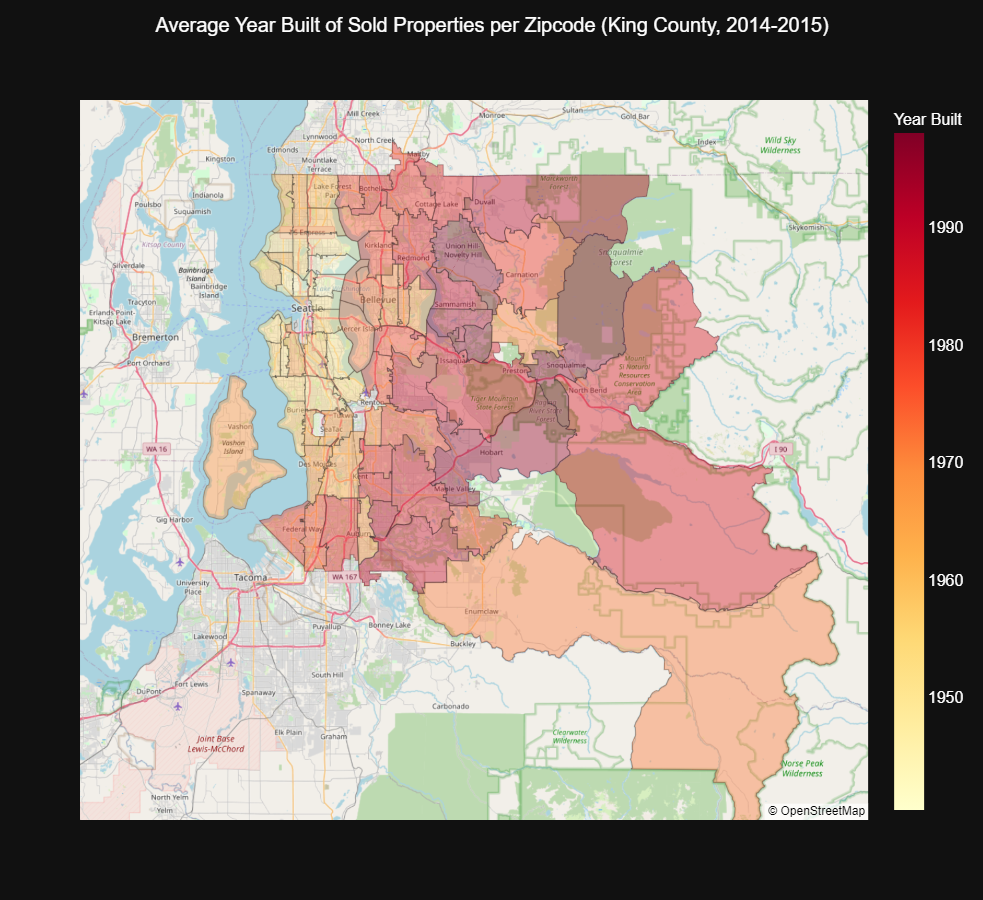 Average Year Built of Sold Properties per Zipcode (King County, 2014-2015)
Year Built
1990
1980
1970
1960
1950
Mill Creek
Monroe
Sultan
Gold Bar
Lynnwood
North Creek
Index
Wild Sky
Wilderness
Edmonds
Mountlake
Terrace
Maltby
Kingston
Lake Forest
Park
Bothell
Marckworth
Forest
Indianola
Poulsbo
Suquamish
Cottage Lake
Duvall
Skykomish
Kitsap County
Kirkland
Union Hill
Novelty Hill
Snoqualmie
Forest
Silverdale
Bainbridge
Island
Bainbridge
Island
Redmond
Carnation
Tracyton
Erlands Point-
Kitsap Lake
Seattle
Bellevue
Sammamish
Bremerton
Mercer Island
Port Orchard
Issaquah
Preston
Snoqualmie
Mount
Si Natural
Resources
Conservation
Area
North Bend
Renton
Tiger Mountain
State Forest
Raging
River State
Forest
Burien
Tukwila
SeaTac
Vashon
Vashon
Island
WA 16
I 90
Hobart
Des Moines
Kent
Maple Valley
Gig Harbor
Federal Way
Auburn
University
Place
Tacoma
WA 167
Enumclaw
Puyallup
Bonney Lake
Lakewood
Buckley
South Hill
DuPont
Fort Lewis
Spanaway
Carbonado
Joint Base
Lewis-McChord
Elk Plain
Graham
Clearwater
Wilderness
Norse Peak
Wilderness
North Yelm
Yelm
© OpenStreetMap